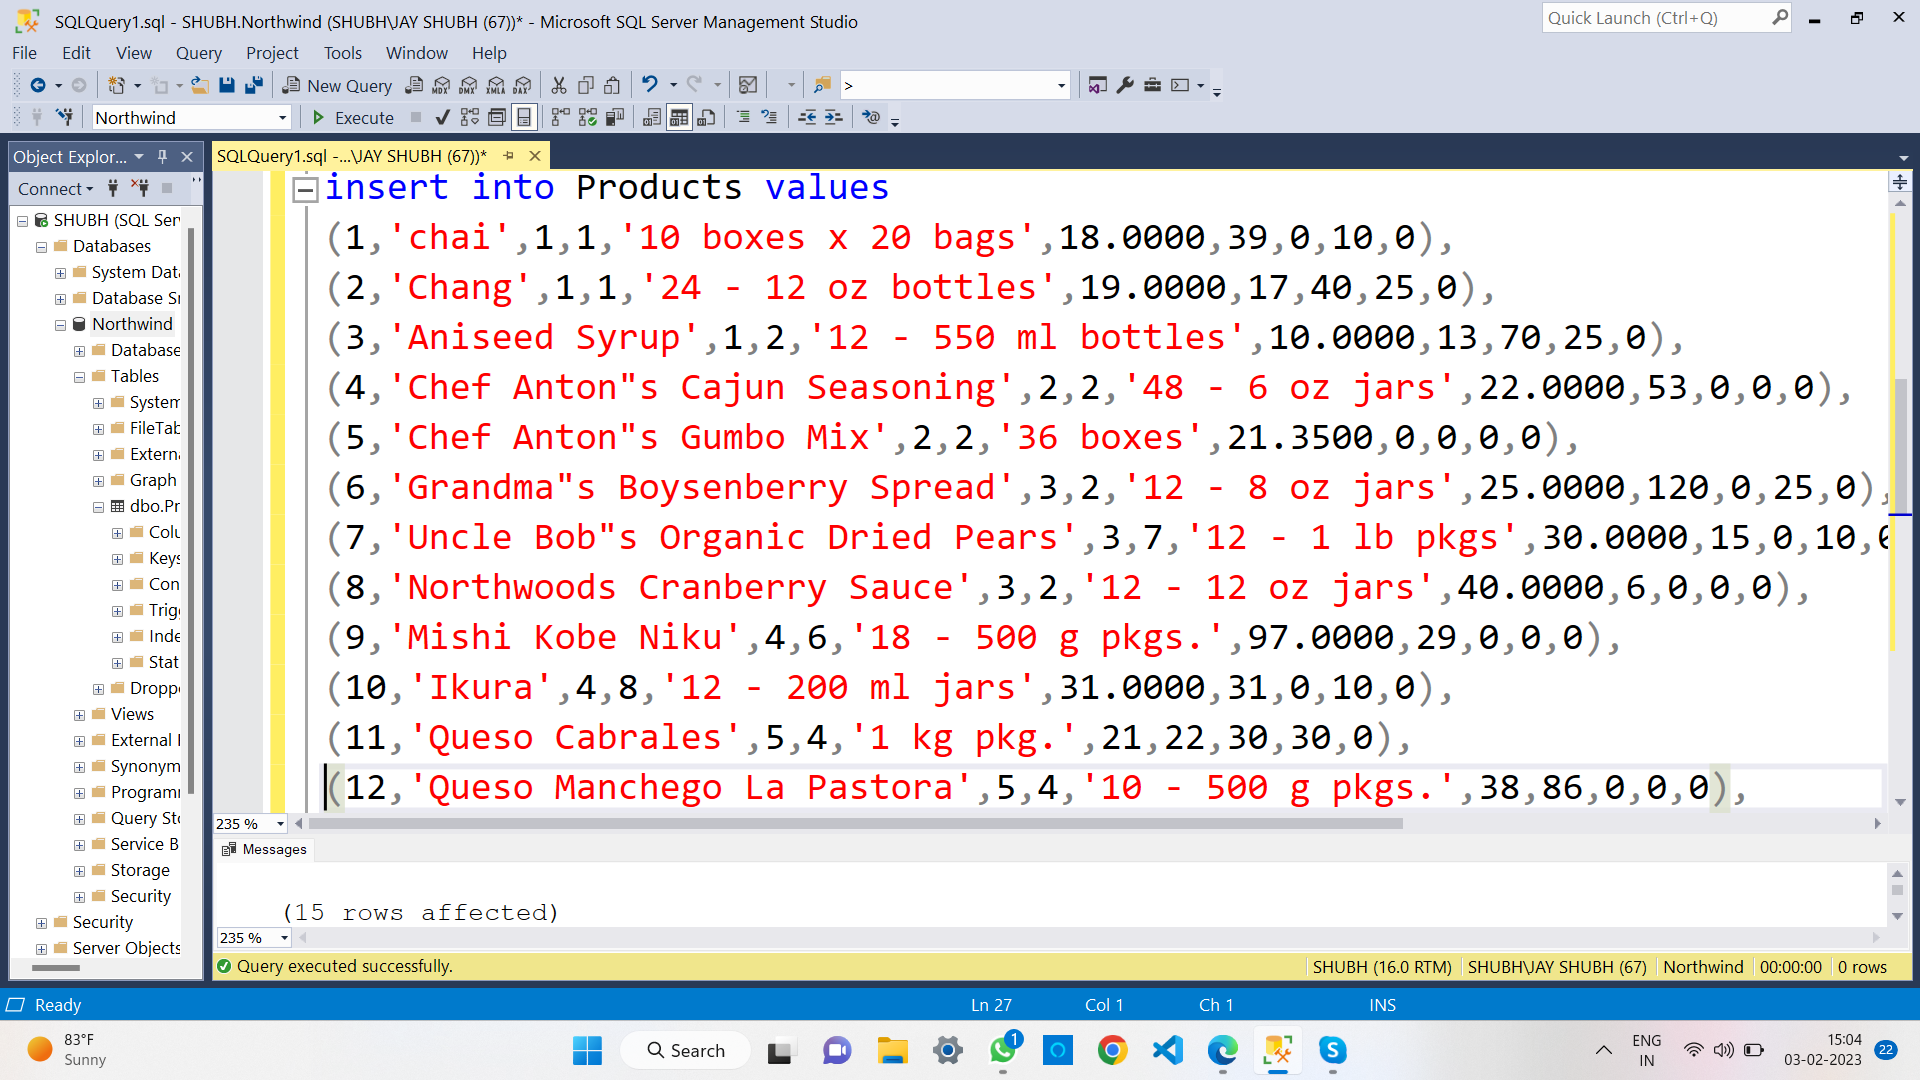 SQLQuery1.sql - SHUBH.Northwind (SHUBH\JAY SHUBH (67))* - Microsoft SQL Server Management Studio
Quick Launch (Ctrl+Q)
File Edit View Query Project Tools Window Help
New Query MDX DMX XMLA DAX >
Northwind Execute
Object Explor...
SQLQuery1.sql -...\JAY SHUBH (67))*
Connect
SHUBH (SQL Ser
Databases
System Data
Database Sn
Northwind
Database
Tables
System
FileTab
Externa
Graph
dbo.Pr
Colu
Keys
Con
Trigg
Inde
Stat
Droppe
Views
External
Synonym
Program
Query Sto
Service B
Storage
Security
Security
Server Objects
insert into Products values
(1,'chai',1,1,'10 boxes x 20 bags',18.0000,39,0,10,0),
(2,'Chang',1,1,'24 - 12 oz bottles',19.0000,17,40,25,0),
(3,'Aniseed Syrup',1,2,'12 - 550 ml bottles',10.0000,13,70,25,0),
(4,'Chef Anton"s Cajun Seasoning',2,2,'48 - 6 oz jars',22.0000,53,0,0,0),
(5,'Chef Anton"s Gumbo Mix',2,2,'36 boxes',21.3500,0,0,0,0),
(6,'Grandma"s Boysenberry Spread',3,2,'12 - 8 oz jars',25.0000,120,0,25,0),
(7,'Uncle Bob"s Organic Dried Pears',3,7,'12 - 1 lb pkgs',30.0000,15,0,10,0
(8,'Northwoods Cranberry Sauce',3,2,'12 - 12 oz jars',40.0000,6,0,0,0),
(9,'Mishi Kobe Niku',4,6,'18 - 500 g pkgs.',97.0000,29,0,0,0),
(10,'Ikura',4,8,'12 - 200 ml jars',31.0000,31,0,10,0),
(11,'Queso Cabrales',5,4,'1 kg pkg.',21,22,30,30,0),
(12,'Queso Manchego La Pastora',5,4,'10 - 500 g pkgs.',38,86,0,0,0),
235 %
Messages
(15 rows affected)
235 %
Query executed successfully. SHUBH (16.0 RTM) SHUBH\JAY SHUBH (67) Northwind 00:00:00 0 rows
Ready Ln 27 Col 1 Ch 1 INS
83°F
Sunny
Search
1
ENG
IN
15:04
03-02-2023
22